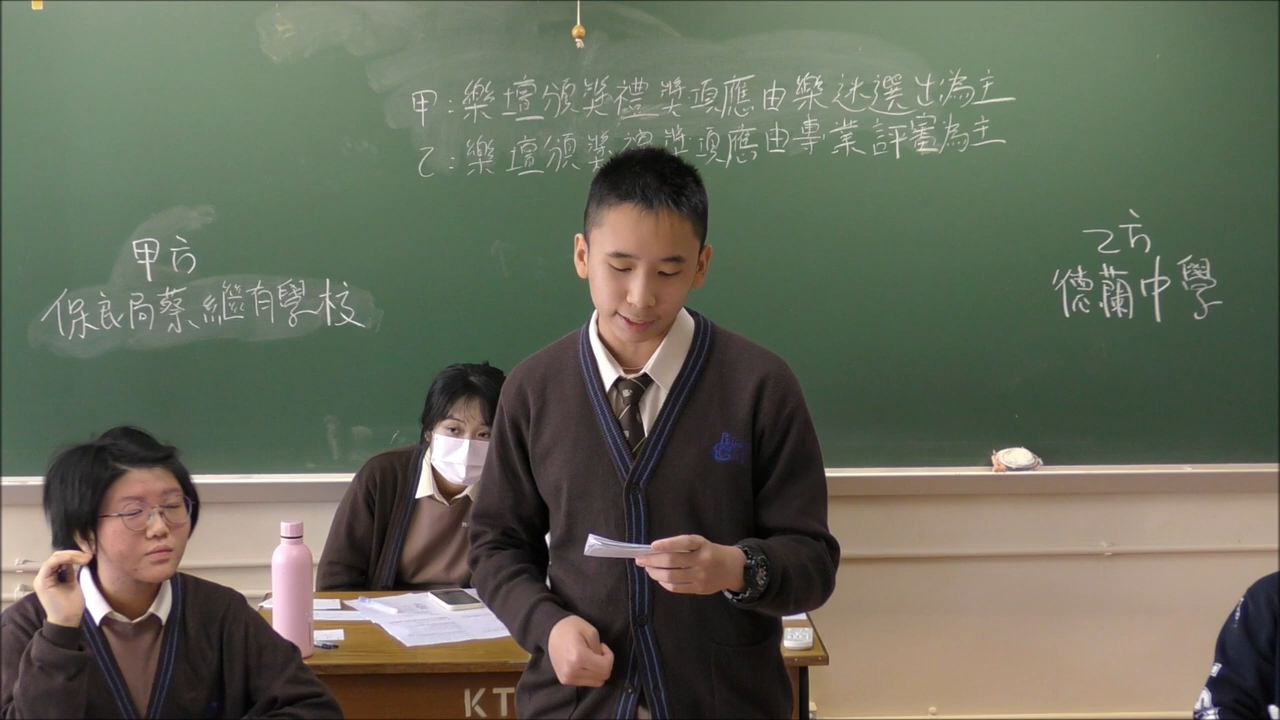 甲:樂壇頒獎禮獎項應由樂迷選出為主
乙:樂壇頒獎禮獎項應由專業評審為主
甲方
保良局蔡繼有學校
乙方
德蘭中學
KT